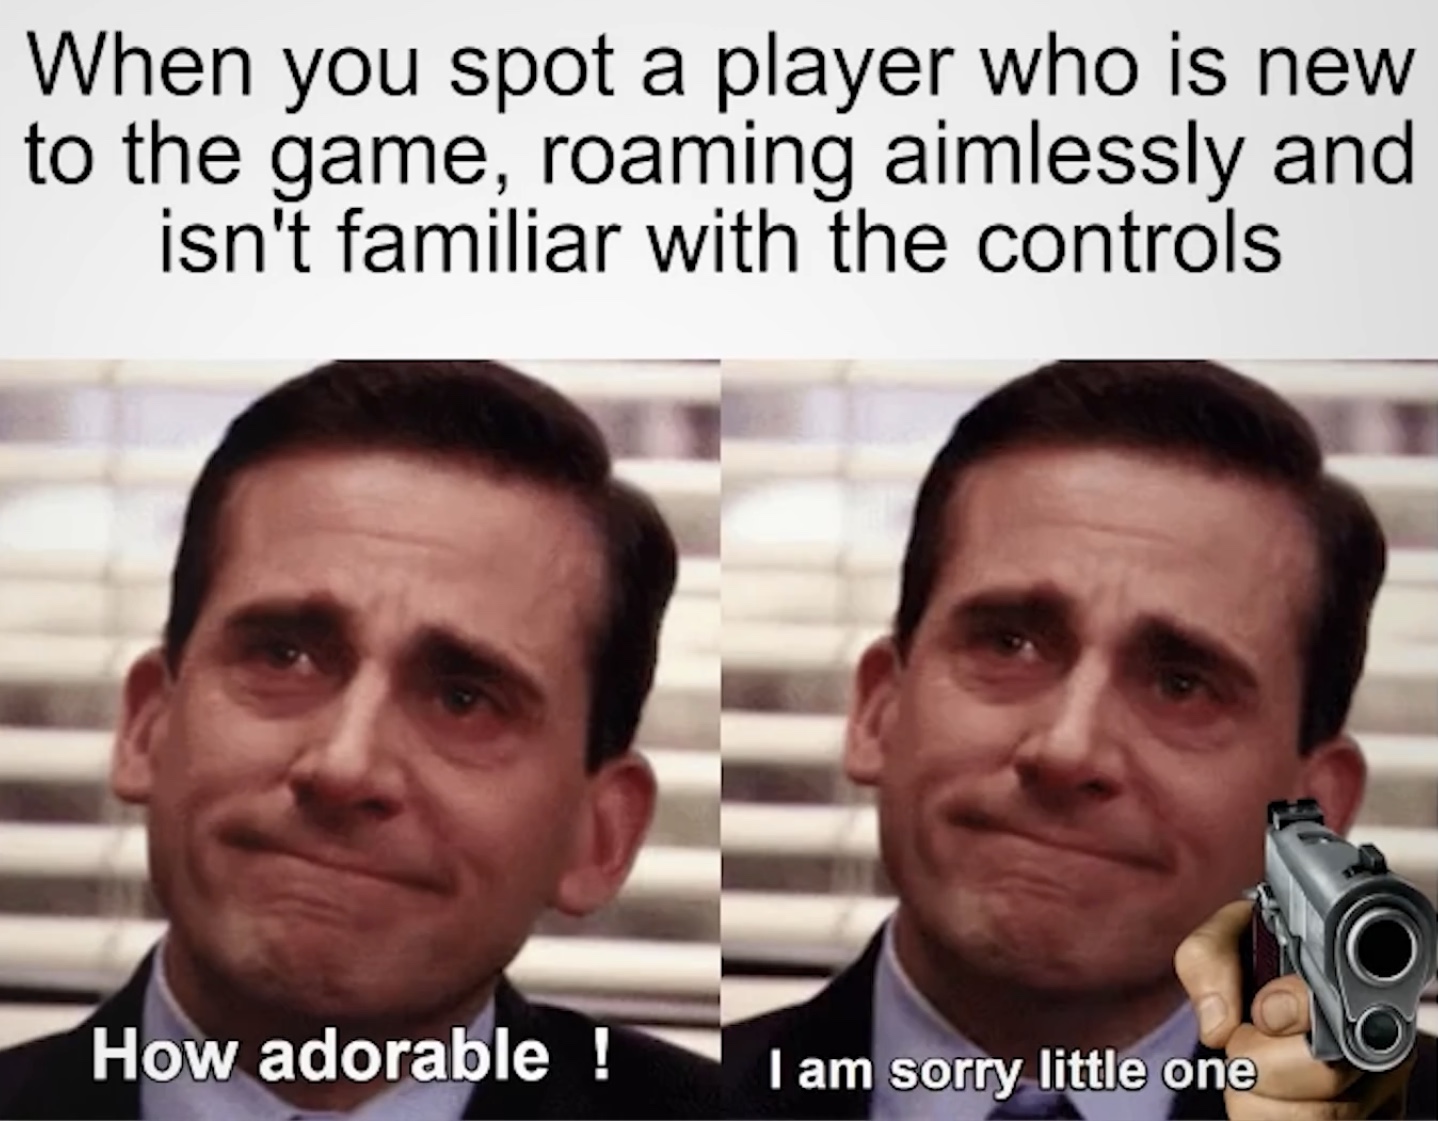 When you spot a player who is new
to the game, roaming aimlessly and
isn't familiar with the controls
How adorable !
I am sorry little one